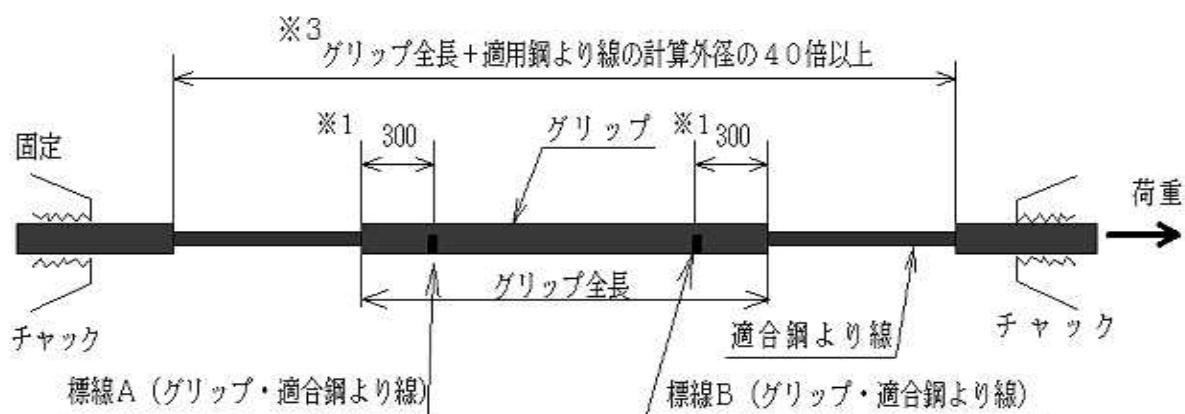 ※3
グリップ全長+適用鋼より線の計算外径の40倍以上
※1
300
グリップ
※1
300
固定
荷重
グリップ全長
適合鋼より線
チャック
チャック
標線A（グリップ・適合鋼より線）
標線B（グリップ・適合鋼より線）